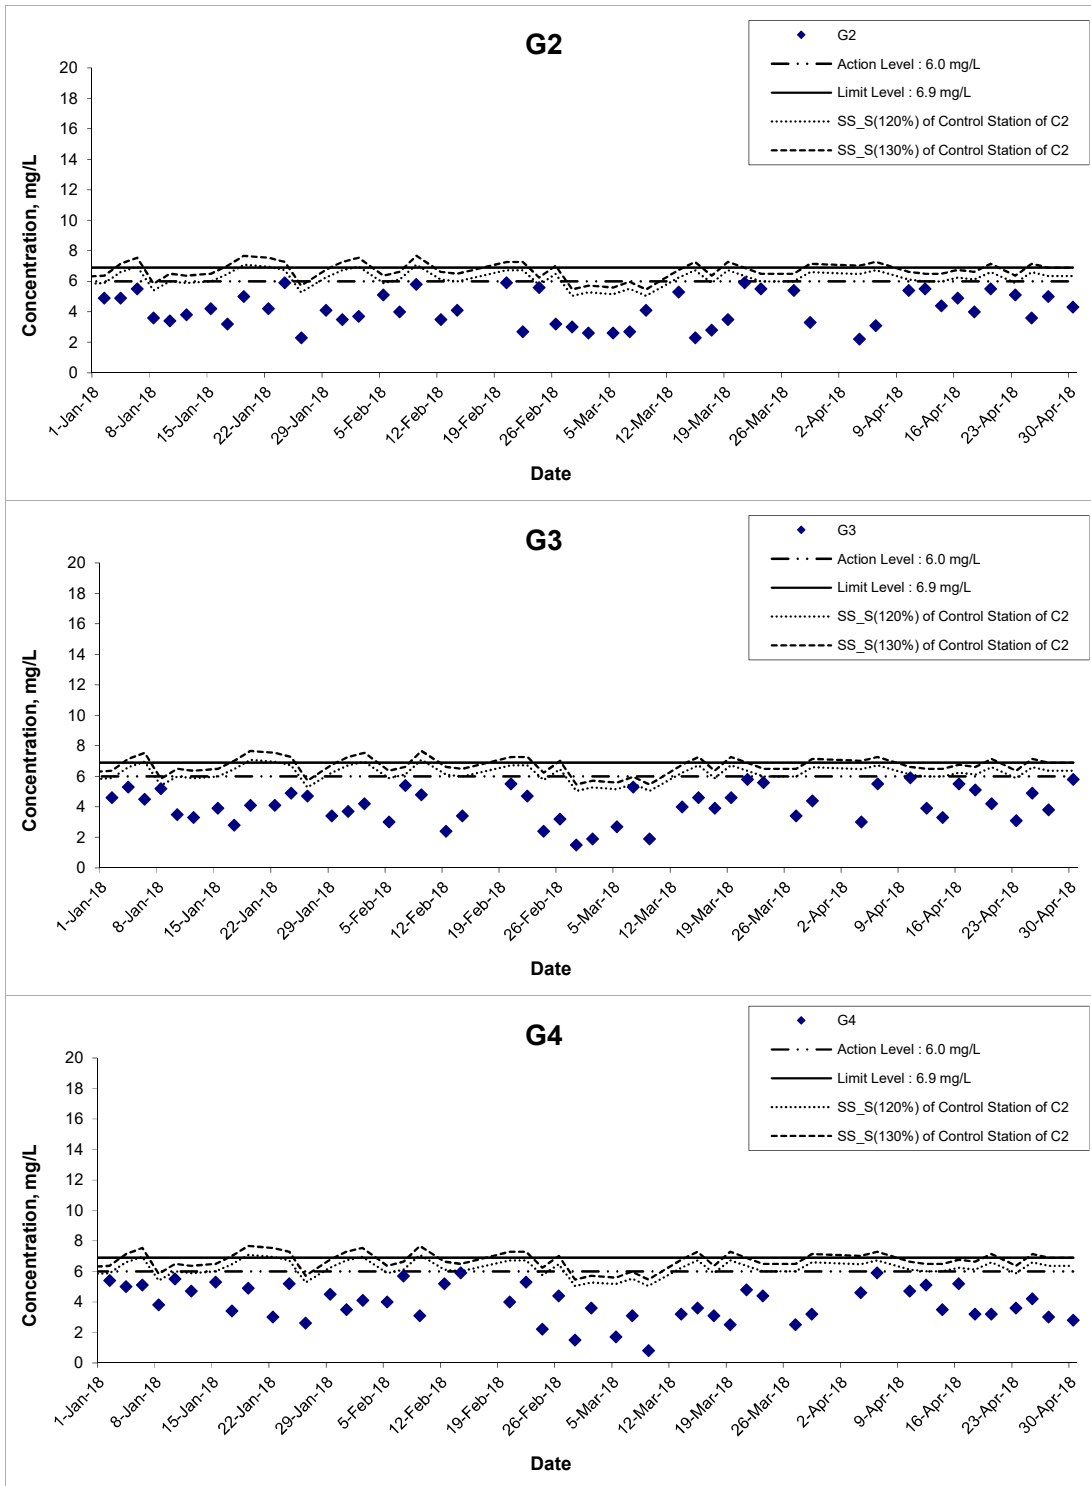 G2
G2
Action Level : 6.0 mg/L
Limit Level : 6.9 mg/L
SS_S(120%) of Control Station of C2
SS_S(130%) of Control Station of C2
Concentration, mg/L
20
18
16
14
12
10
8
6
4
2
0
1-Jan-18
8-Jan-18
15-Jan-18
22-Jan-18
29-Jan-18
5-Feb-18
12-Feb-18
19-Feb-18
26-Feb-18
5-Mar-18
12-Mar-18
19-Mar-18
26-Mar-18
2-Apr-18
9-Apr-18
16-Apr-18
23-Apr-18
30-Apr-18
Date
G3
G3
Action Level : 6.0 mg/L
Limit Level : 6.9 mg/L
SS_S(120%) of Control Station of C2
SS_S(130%) of Control Station of C2
Concentration, mg/L
20
18
16
14
12
10
8
6
4
2
0
1-Jan-18
8-Jan-18
15-Jan-18
22-Jan-18
29-Jan-18
5-Feb-18
12-Feb-18
19-Feb-18
26-Feb-18
5-Mar-18
12-Mar-18
19-Mar-18
26-Mar-18
2-Apr-18
9-Apr-18
16-Apr-18
23-Apr-18
30-Apr-18
Date
G4
G4
Action Level : 6.0 mg/L
Limit Level : 6.9 mg/L
SS_S(120%) of Control Station of C2
SS_S(130%) of Control Station of C2
Concentration, mg/L
20
18
16
14
12
10
8
6
4
2
0
1-Jan-18
8-Jan-18
15-Jan-18
22-Jan-18
29-Jan-18
5-Feb-18
12-Feb-18
19-Feb-18
26-Feb-18
5-Mar-18
12-Mar-18
19-Mar-18
26-Mar-18
2-Apr-18
9-Apr-18
16-Apr-18
23-Apr-18
30-Apr-18
Date